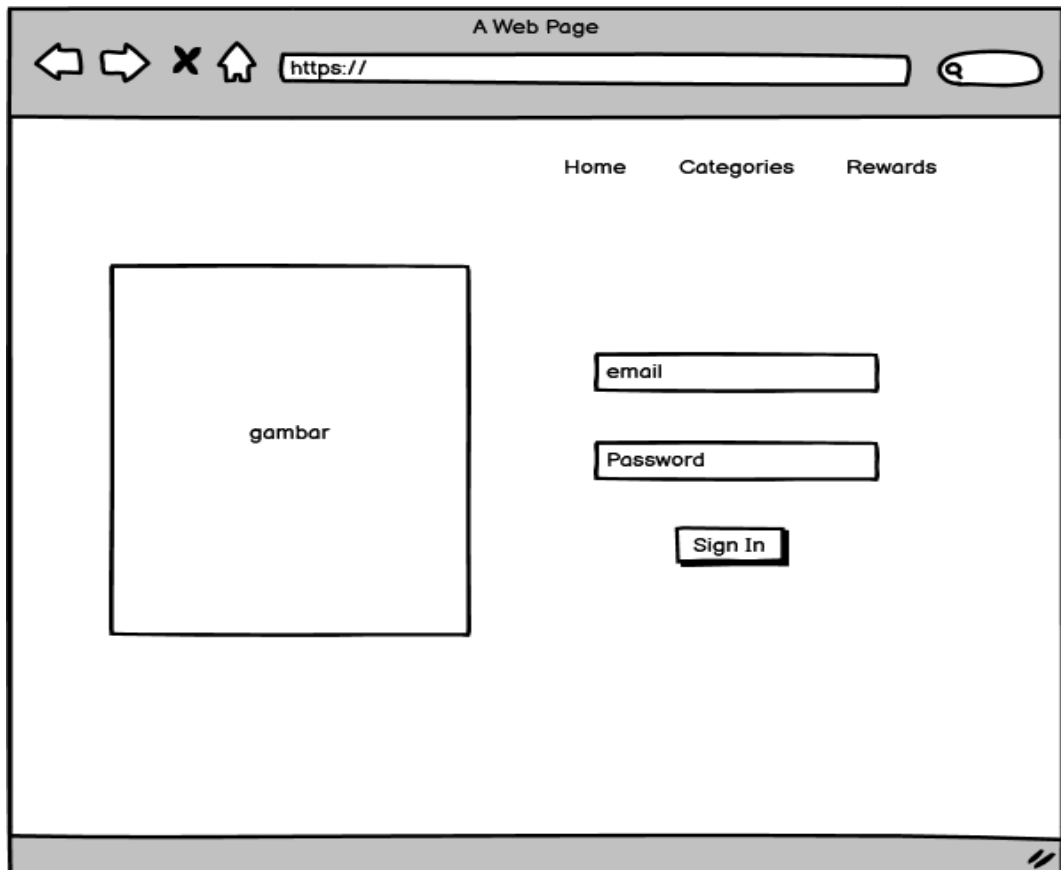 A Web Page
https://
Home Categories Rewards
email
gambar
Password
Sign In